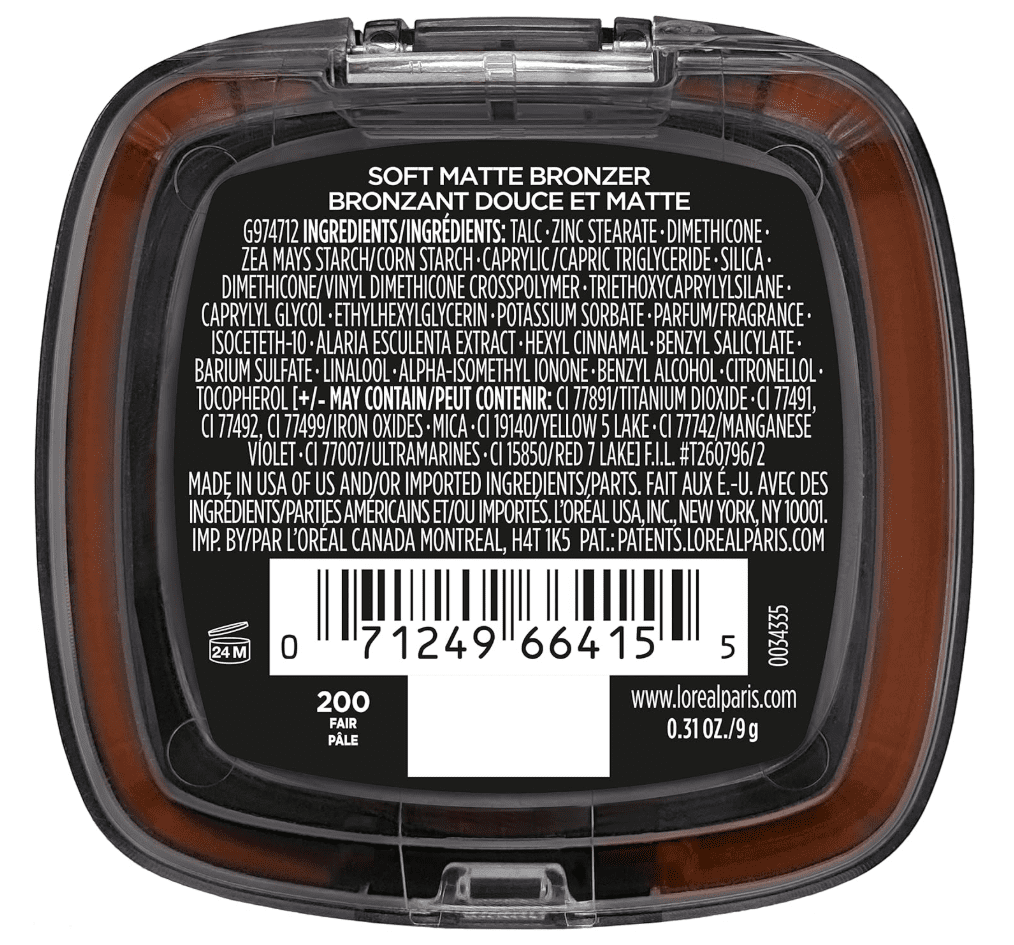 SOFT MATTE BRONZER
BRONZANT DOUCE ET MATTE
G974712 INGREDIENTS/INGRÉDIENTS: TALC · ZINC STEARATE · DIMETHICONE ·
ZEA MAYS STARCH/CORN STARCH · CAPRYLIC/CAPRIC TRIGLYCERIDE · SILICA ·
DIMETHICONE/VINYL DIMETHICONE CROSSPOLYMER · TRIETHOXYCAPRYLYLSILANE ·
CAPRYLYL GLYCOL · ETHYLHEXYLGLYCERIN · POTASSIUM SORBATE · PARFUM/FRAGRANCE ·
ISOCETETH-10 · ALARIA ESCULENTA EXTRACT · HEXYL CINNAMAL · BENZYL SALICYLATE ·
BARIUM SULFATE · LINALOOL · ALPHA-ISOMETHYL IONONE · BENZYL ALCOHOL · CITRONELLOL ·
TOCOPHEROL [+/- MAY CONTAIN/PEUT CONTENIR: CI 77891/TITANIUM DIOXIDE · CI 77491,
CI 77492, CI 77499/IRON OXIDES · MICA · CI 19140/YELLOW 5 LAKE · CI 77742/MANGANESE
VIOLET · CI 77007/ULTRAMARINES · CI 15850/RED 7 LAKE] F.I.L. #T260796/2
MADE IN USA OF US AND/OR IMPORTED INGREDIENTS/PARTS. FAIT AUX É.-U. AVEC DES
INGRÉDIENTS/PARTIES AMÉRICAINS ET/OU IMPORTÉS. L'ORÉAL USA, INC., NEW YORK, NY 10001.
IMP. BY/PAR L'ORÉAL CANADA MONTREAL, H4T 1K5 PAT.: PATENTS.LOREALPARIS.COM
24 M
0 71249 66415 5
0034335
200
FAIR
PÂLE
www.lorealparis.com
0.31 OZ./9 g